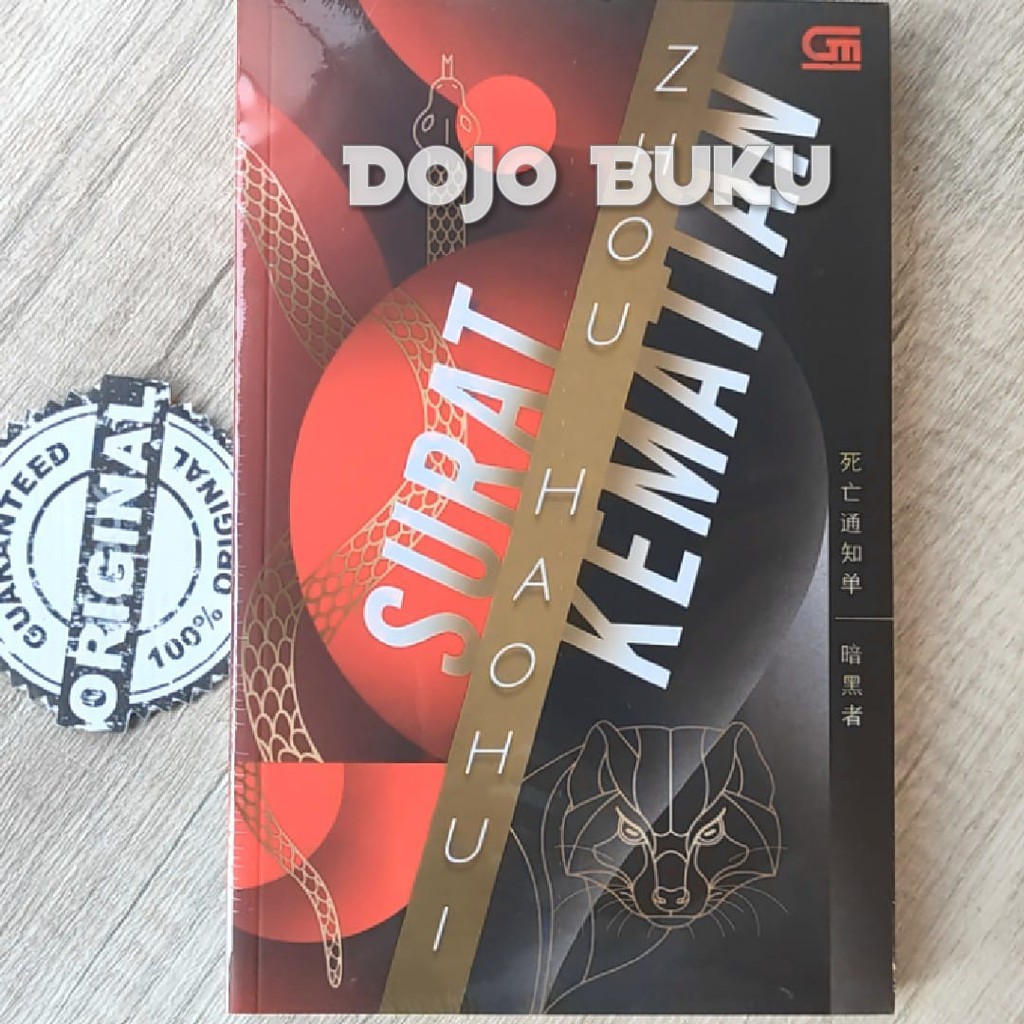 GM
DOJO BUKU
ZHOU HAOHUI
SURAT
KEMATIAN
死亡通知单
暗黑者
GUARANTEED
ORIGINAL
100% ORIGINAL